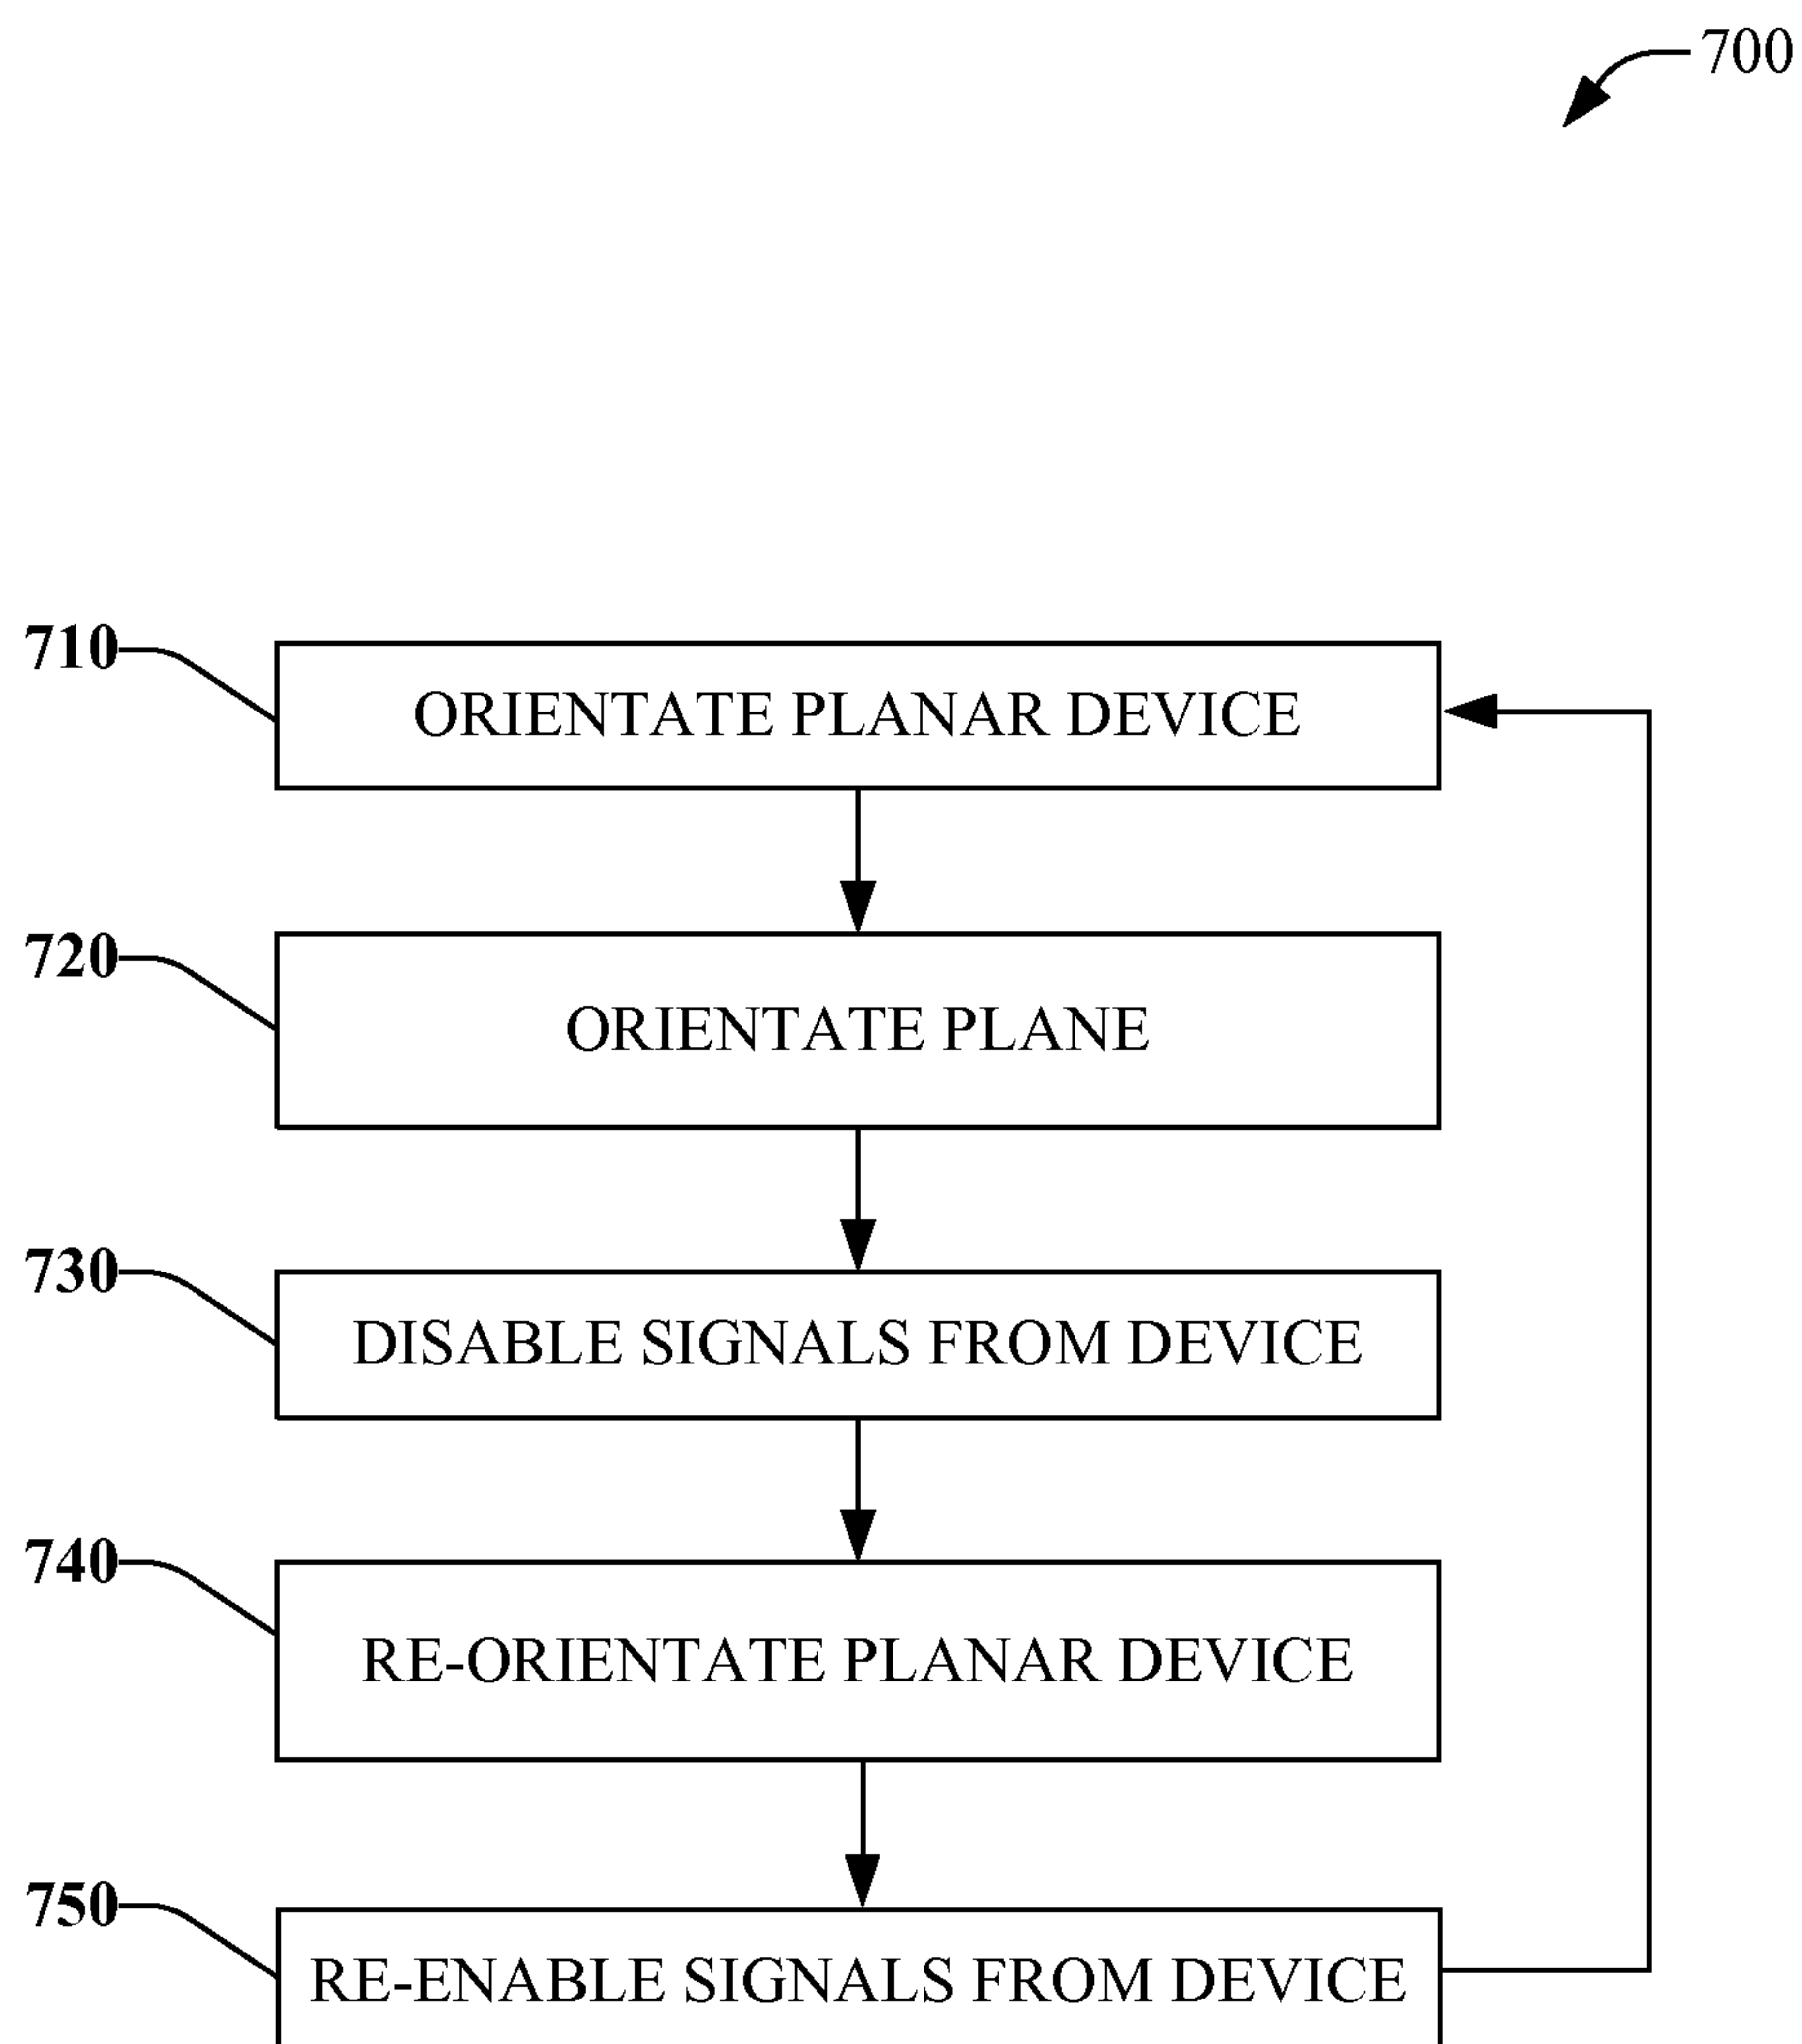 700
710
ORIENTATE PLANAR DEVICE
720
ORIENTATE PLANE
730
DISABLE SIGNALS FROM DEVICE
740
RE-ORIENTATE PLANAR DEVICE
750
RE-ENABLE SIGNALS FROM DEVICE